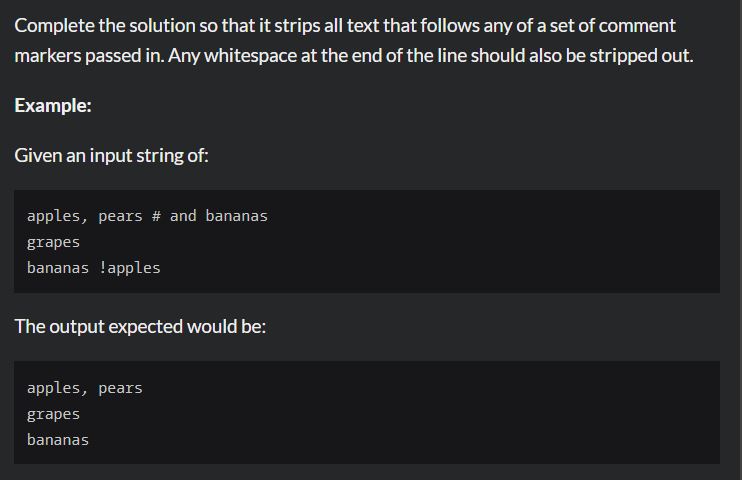 Complete the solution so that it strips all text that follows any of a set of comment
markers passed in. Any whitespace at the end of the line should also be stripped out.
Example:
Given an input string of:
apples, pears # and bananas
grapes
bananas !apples
The output expected would be:
apples, pears
grapes
bananas